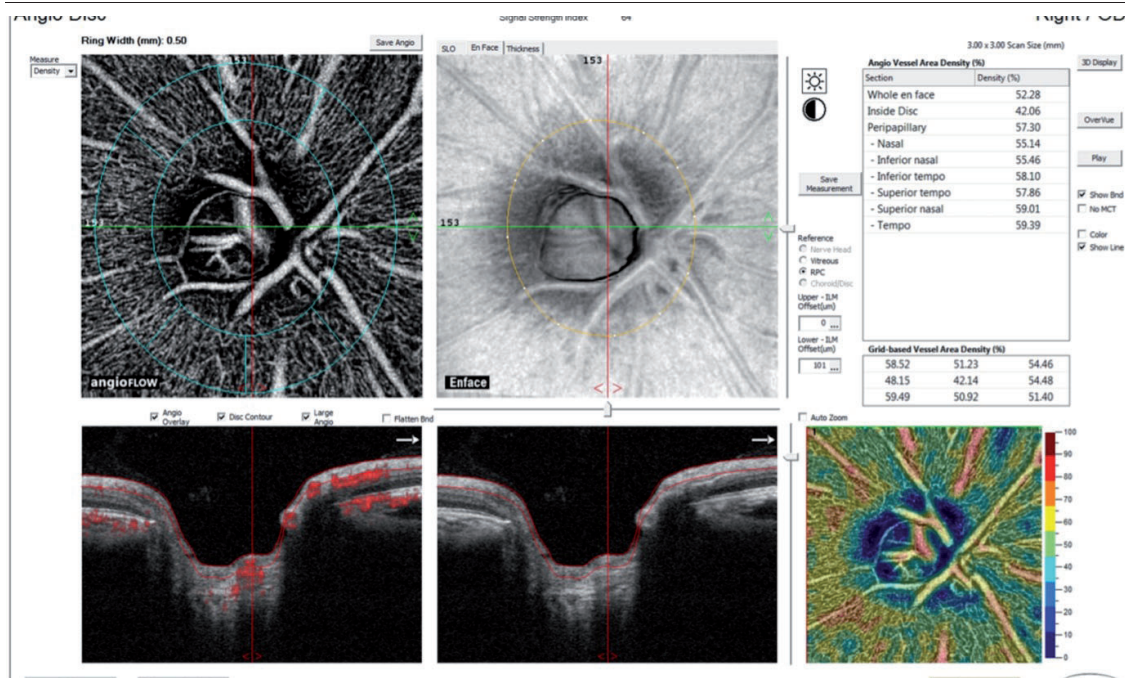 Angio Disc
Signal Strength Index 64
Right / OD
Ring Width (mm): 0.50
Save Angio
SLO En Face Thickness
3.00 x 3.00 Scan Size (mm)
Measure
Density
153
153
153
153
angioFLOW
Enface
Save Measurement
Reference
Nerve Head
Vitreous
RPC
Choroid/Disc
Upper - ILM
Offset(um)
0 ...
Lower - ILM
Offset(um)
101 ...
Angio Vessel Area Density (%)
Section Density (%)
Whole en face 52.28
Inside Disc 42.06
Peripapillary 57.30
- Nasal 55.14
- Inferior nasal 55.46
- Inferior tempo 58.10
- Superior tempo 57.86
- Superior nasal 59.01
- Tempo 59.39
Grid-based Vessel Area Density (%)
58.52 51.23 54.46
48.15 42.14 54.48
59.49 50.92 51.40
3D Display
OverVue
Play
Show Bnd
No MCT
Color
Show Line
Angio Overlay
Disc Contour
Large Angio
Flatten Bnd
Auto Zoom
1
100
90
80
70
60
50
40
30
20
10
0